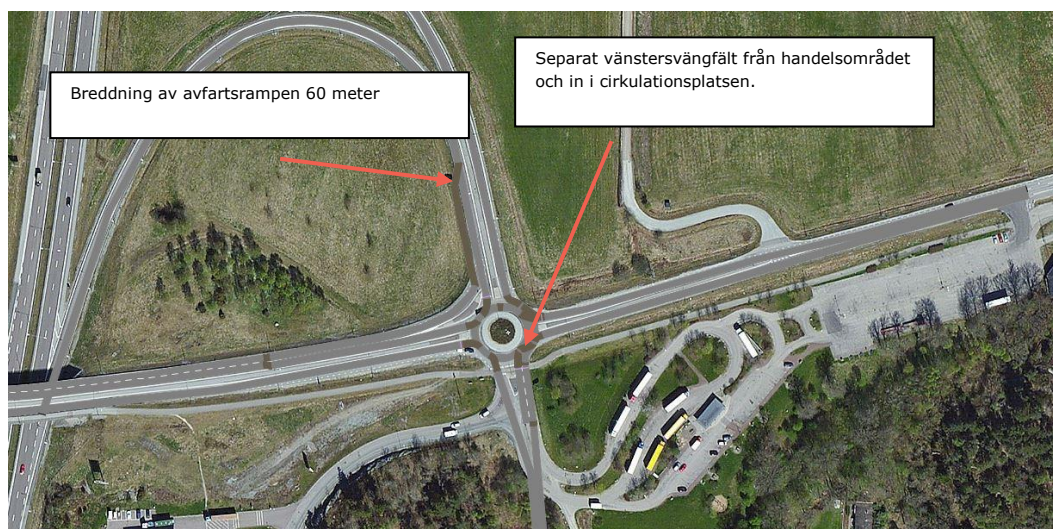 Breddning av avfartsrampen 60 meter
Separat vänstersvängfält från handelsområdet
och in i cirkulationsplatsen.